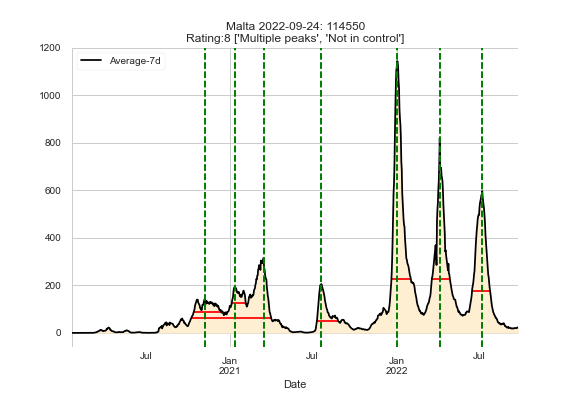 Malta 2022-09-24: 114550
Rating:8 ['Multiple peaks', 'Not in control']
1200
Average-7d
1000
800
600
400
200
0
Jul
Jan
2021
Jul
Jan
2022
Jul
Date